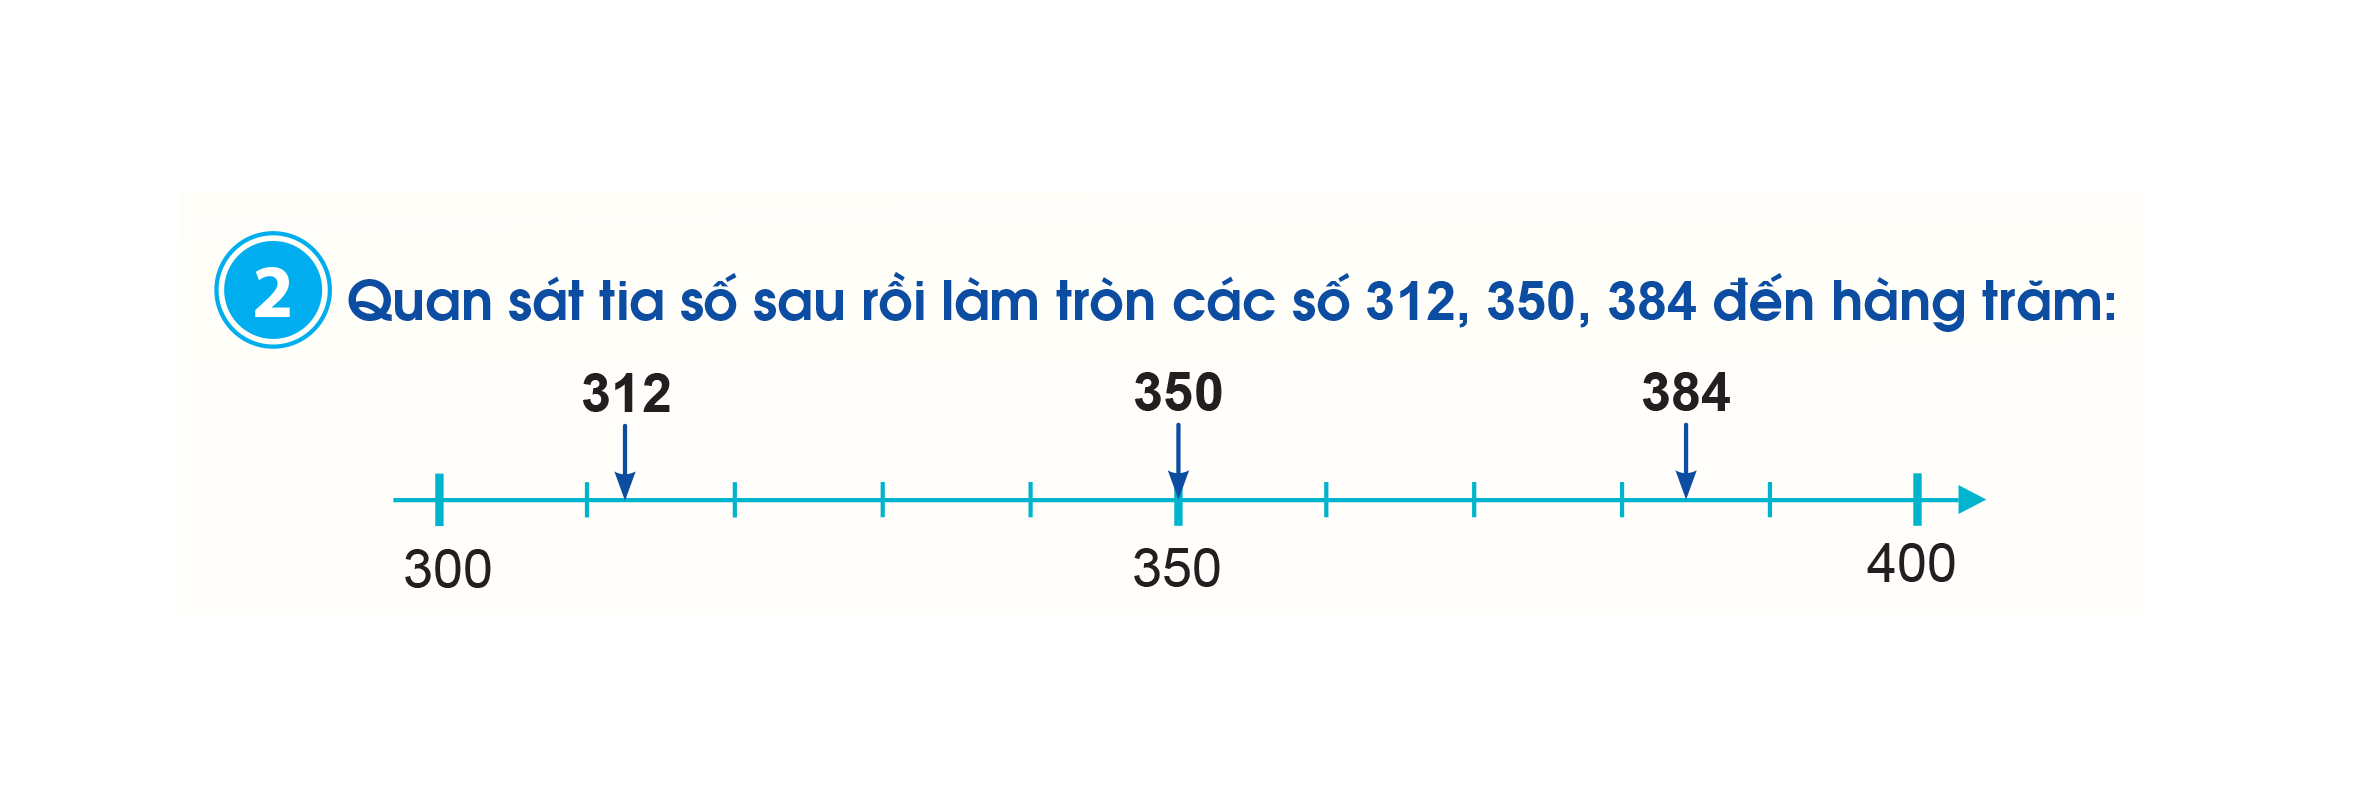 2 Quan sát tia số sau rồi làm tròn các số 312, 350, 384 đến hàng trăm:
312 350 384
300 350 400